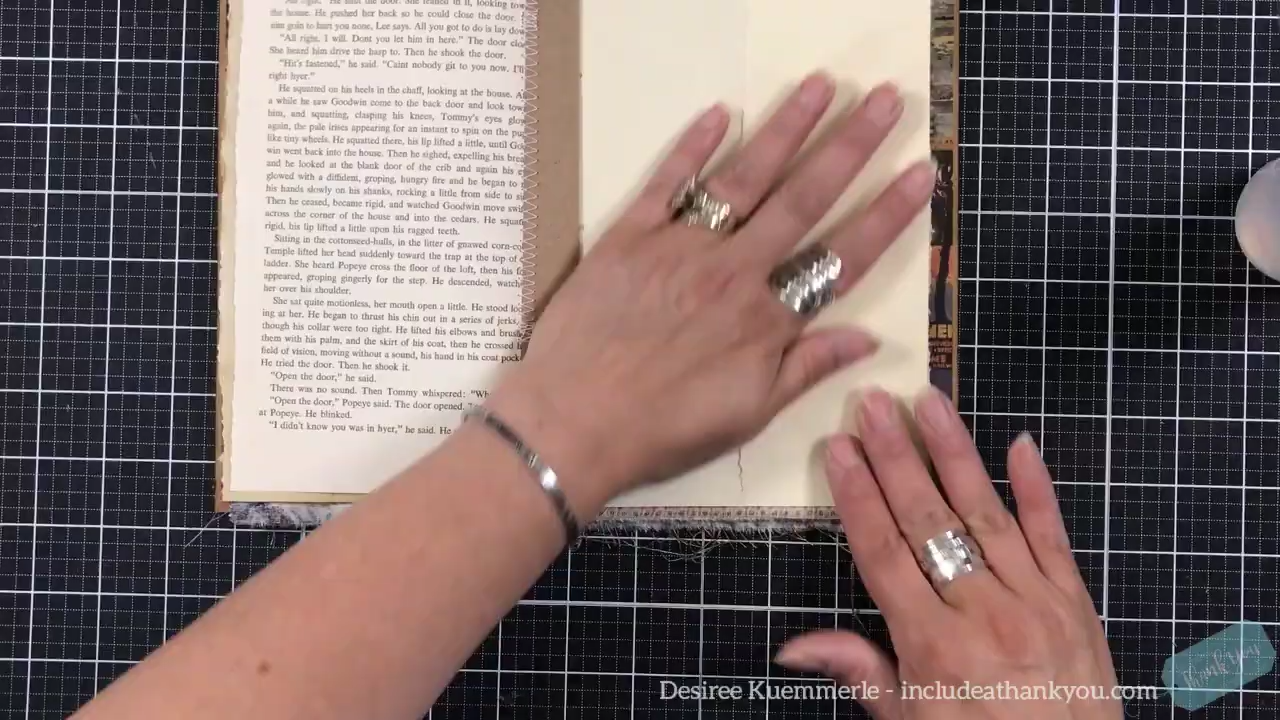 "All right." He shut the door. She leaned in it, looking tow
the house. He pushed her back so he could close the door.
aim goin to hurt you none, Lee says. All you got to do is lay dow
"All right. I will. Dont you let him in here." The door clo
She heard him drive the hasp to. Then he shook the door.
"Hit's fastened," he said. "Caint nobody git to you now. I'll
right hyer."
He squatted on his heels in the chaff, looking at the house. A
a while he saw Goodwin come to the back door and look tow
him, and squatting, clasping his knees, Tommy's eyes glow
again, the pale irises appearing for an instant to spin on the pu
like tiny wheels. He squatted there, his lip lifted a little, until Go
win went back into the house. Then he sighed, expelling his brea
and he looked at the blank door of the crib and again his e
glowed with a diffident, groping, hungry fire and he began to
his hands slowly on his shanks, rocking a little from side to si
Then he ceased, became rigid, and watched Goodwin move swif
across the corner of the house and into the cedars. He squat
rigid, his lip lifted a little upon his ragged teeth.
Sitting in the cottonseed-hulls, in the litter of gnawed corn-co
Temple lifted her head suddenly toward the trap at the top of
ladder. She heard Popeye cross the floor of the loft, then his fo
appeared, groping gingerly for the step. He descended, watch
her over his shoulder.
She sat quite motionless, her mouth open a little. He stood loo
ing at her. He began to thrust his chin out in a series of jerks,
though his collar were too tight. He lifted his elbows and brush
them with his palm, and the skirt of his coat, then he crossed h
field of vision, moving without a sound, his hand in his coat pock
He tried the door. Then he shook it.
"Open the door," he said.
There was no sound. Then Tommy whispered: "Wh
"Open the door," Popeye said. The door opened.
at Popeye. He blinked.
"I didn't know you was in hyer," he said. He
Desiree Kuemmerle - includeathankyou.com
thank you